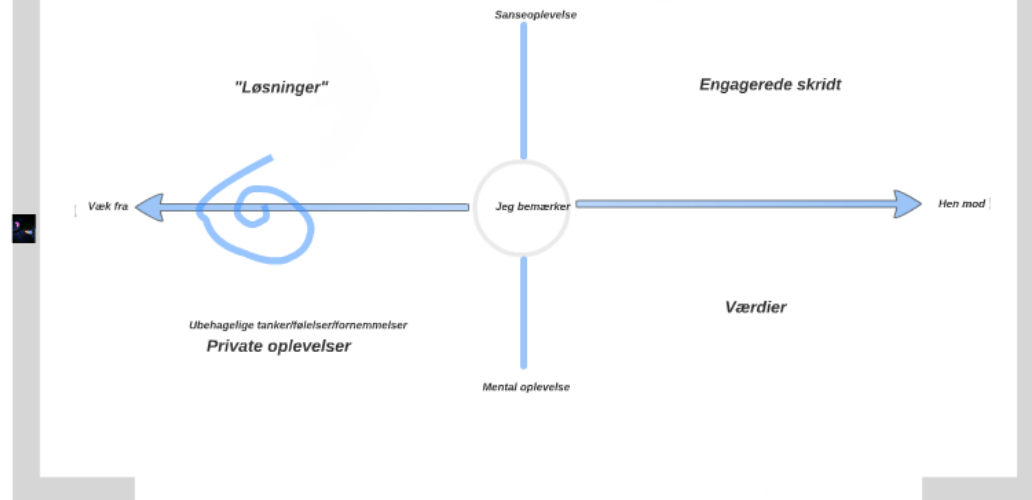 Sanseoplevelse
"Løsninger"
Engagerede skridt
Væk fra
Jeg bemærker
Hen mod
Værdier
Ubehagelige tanker/følelser/fornemmelser
Private oplevelser
Mental oplevelse